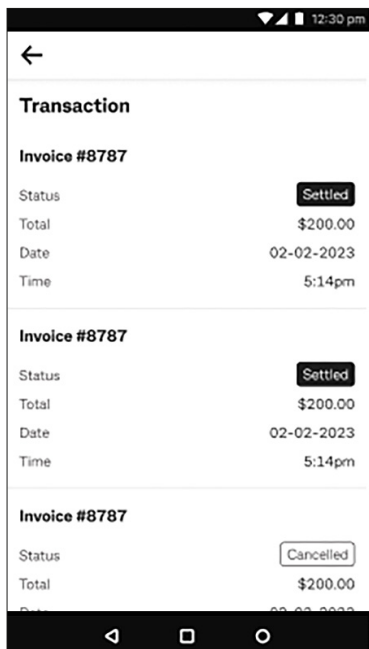 12:30 pm
Transaction
Invoice #8787
Status Settled
Total $200.00
Date 02-02-2023
Time 5:14pm
Invoice #8787
Status Settled
Total $200.00
Date 02-02-2023
Time 5:14pm
Invoice #8787
Status Cancelled
Total $200.00